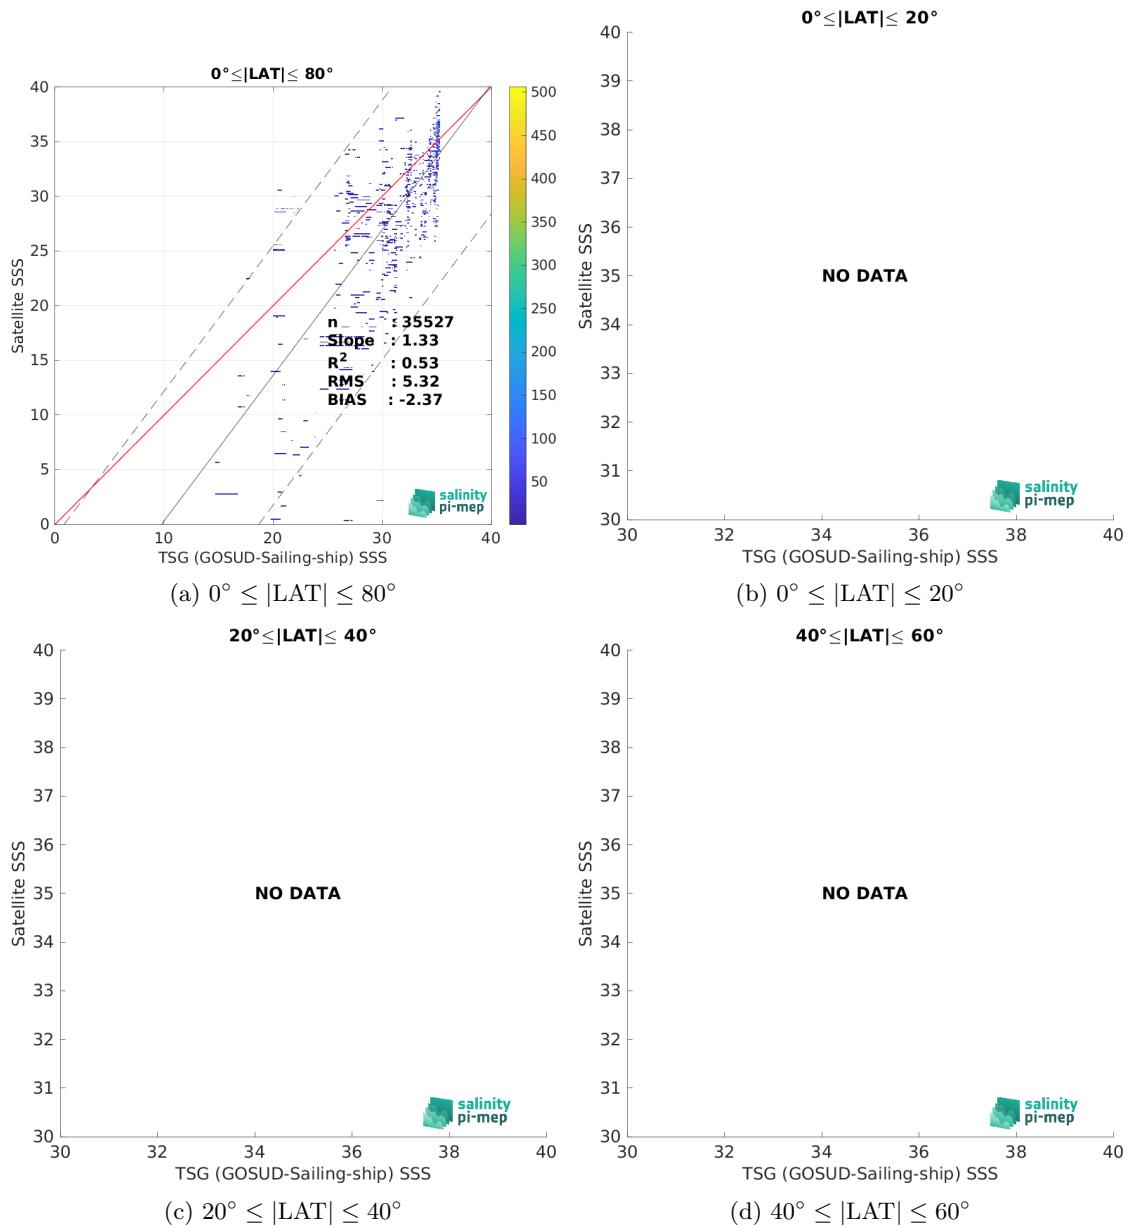 0°≤|LAT|≤ 80°
40
35
30
25
20
15
10
5
0
Satellite SSS
500
450
400
350
300
250
200
150
100
50
n : 35527
Slope : 1.33
R2 : 0.53
RMS : 5.32
BIAS : -2.37
salinity
pi-mep
0 10 20 30 40
TSG (GOSUD-Sailing-ship) SSS
(a) 0° ≤ |LAT| ≤ 80°
0°≤|LAT|≤ 20°
40
39
38
37
36
35
34
33
32
31
30
Satellite SSS
NO DATA
salinity
pi-mep
30 32 34 36 38 40
TSG (GOSUD-Sailing-ship) SSS
(b) 0° ≤ |LAT| ≤ 20°
20°≤|LAT|≤ 40°
40
39
38
37
36
35
34
33
32
31
30
Satellite SSS
NO DATA
salinity
pi-mep
30 32 34 36 38 40
TSG (GOSUD-Sailing-ship) SSS
(c) 20° ≤ |LAT| ≤ 40°
40°≤|LAT|≤ 60°
40
39
38
37
36
35
34
33
32
31
30
Satellite SSS
NO DATA
salinity
pi-mep
30 32 34 36 38 40
TSG (GOSUD-Sailing-ship) SSS
(d) 40° ≤ |LAT| ≤ 60°